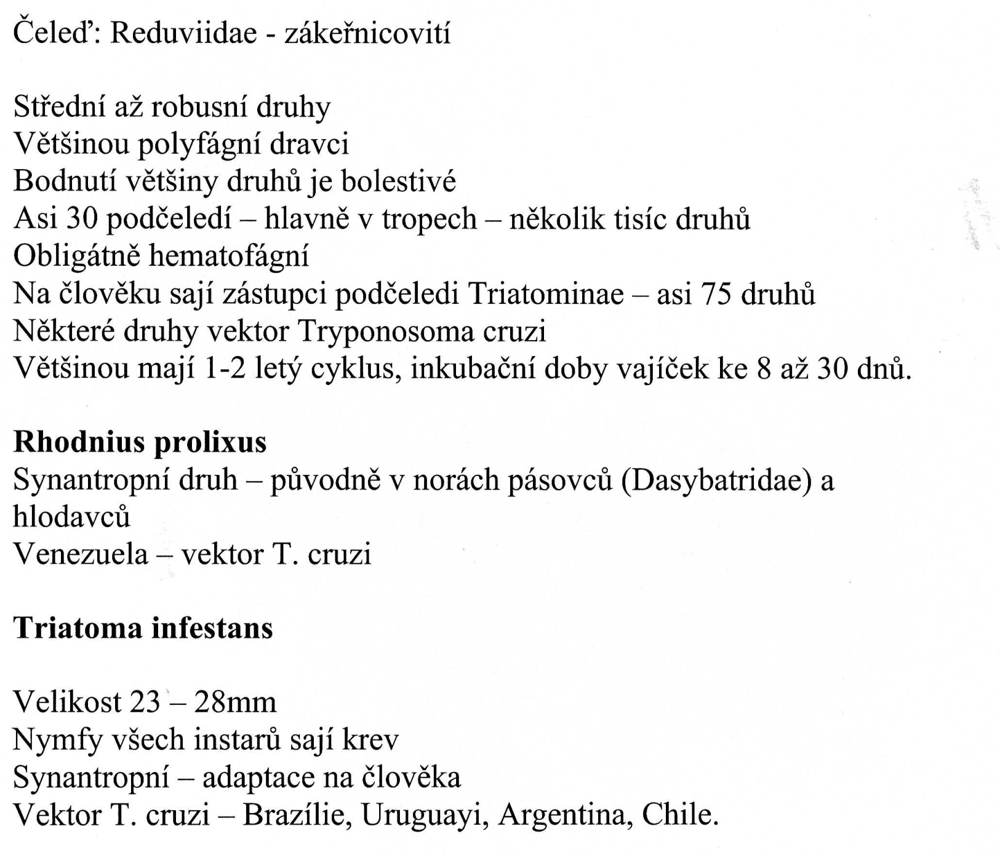 Čeleď: Reduviidae - zákeřnicovití
Střední až robusní druhy
Většinou polyfágní dravci
Bodnutí většiny druhů je bolestivé
Asi 30 podčeledí – hlavně v tropech – několik tisíc druhů
Obligátně hematofágní
Na člověku sají zástupci podčeledi Triatominae – asi 75 druhů
Některé druhy vektor Tryponosoma cruzi
Většinou mají 1-2 letý cyklus, inkubační doby vajíček ke 8 až 30 dnů.
Rhodnius prolixus
Synantropní druh – původně v norách pásovců (Dasybatridae) a
hlodavců
Venezuela – vektor T. cruzi
Triatoma infestans
Velikost 23 – 28mm
Nymfy všech instarů sají krev
Synantropní – adaptace na člověka
Vektor T. cruzi – Brazílie, Uruguayi, Argentina, Chile.